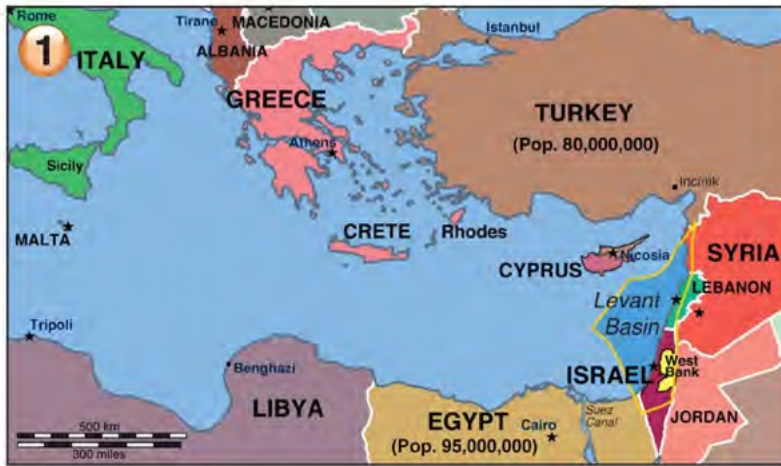 Rome
1
ITALY
Tirane
MACEDONIA
ALBANIA
Istanbul
GREECE
TURKEY
(Pop. 80,000,000)
Athens
Sicily
Incirlik
MALTA
CRETE
Rhodes
CYPRUS
Nicosia
SYRIA
LEBANON
Levant
Basin
Tripoli
Benghazi
ISRAEL
West
Bank
LIBYA
EGYPT
(Pop. 95,000,000)
Cairo
Suez
Canal
JORDAN
500 km
300 miles